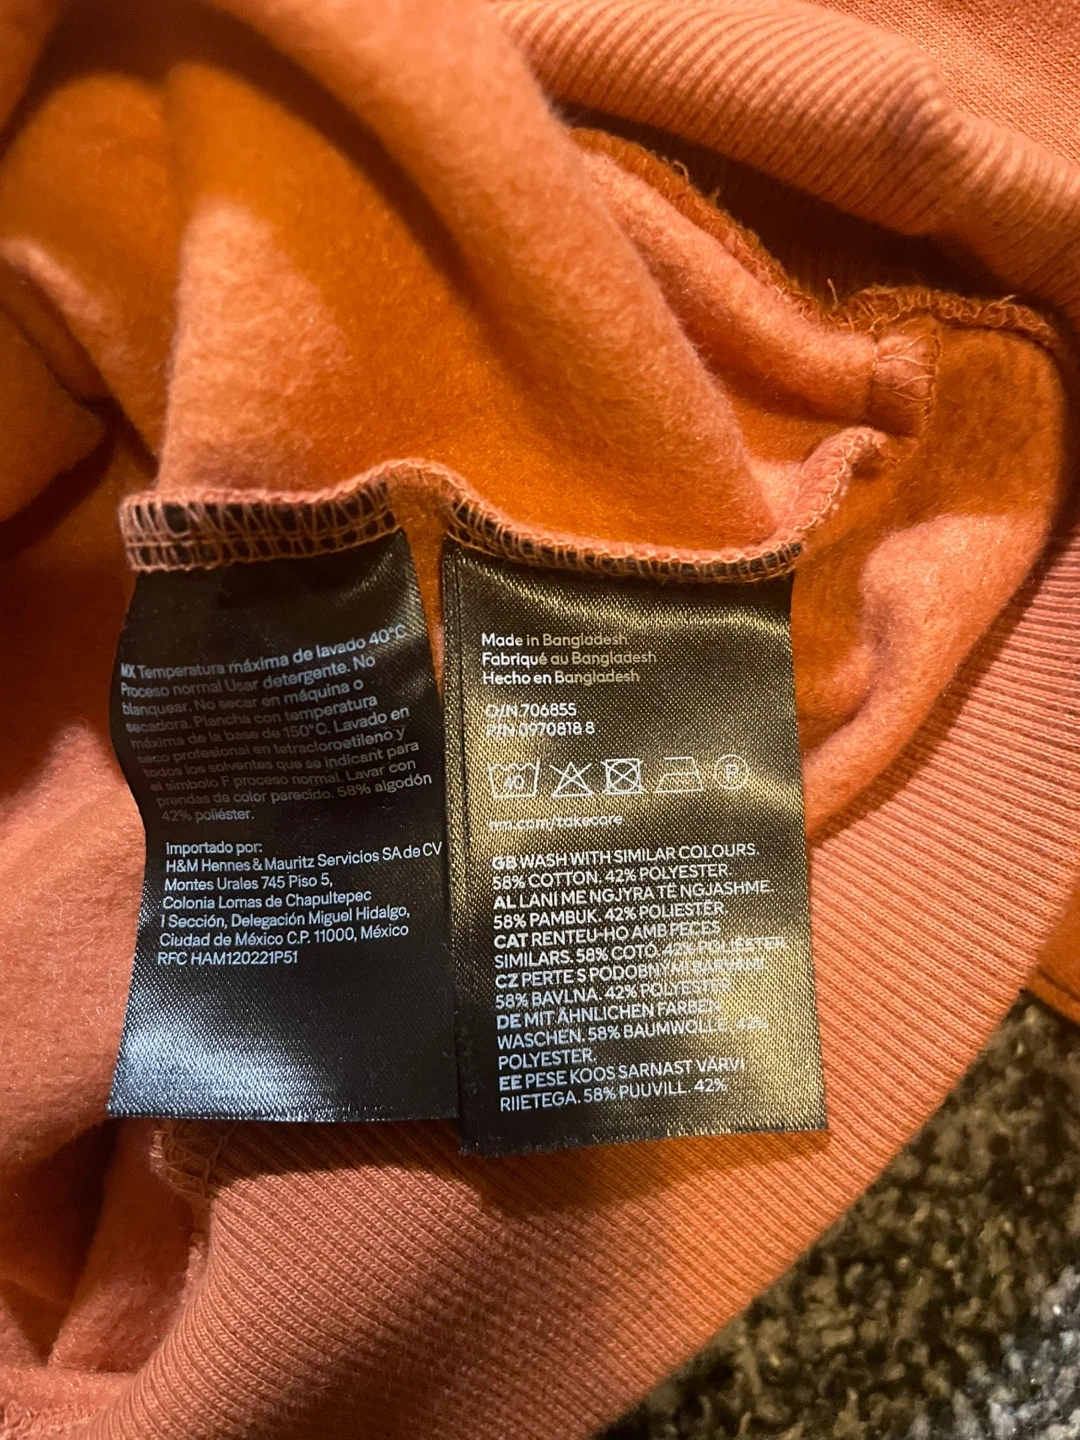 MX Temperatura máxima de lavado 40°C
Proceso normal Usar detergente. No
blanquear. No secar en máquina o
secadora. Plancha con temperatura
máxima de la base de 150°C. Lavado en
seco profesional en tetracloroetileno y
todos los solventes que se indicant para
el símbolo F proceso normal. Lavar con
prendas de color parecido. 58% algodón
42% poliéster.
Importado por:
H&M Hennes & Mauritz Servicios SA de CV
Montes Urales 745 Piso 5,
Colonia Lomas de Chapultepec
1 Sección, Delegación Miguel Hidalgo,
Ciudad de México C.P. 11000, México
RFC HAM120221P51
Made in Bangladesh
Fabriqué au Bangladesh
Hecho en Bangladesh
O/N 706855
P/N 0970818 8
40 P
hm.com/takecare
GB WASH WITH SIMILAR COLOURS
58% COTTON. 42% POLYESTER.
AL LANI ME NGJYRA TË NGJASHME
58% PAMBUK. 42% POLIESTER
CAT RENTEU-HO AMB PECES
SIMILARS. 58% COTÓ. 42% POLIÈSTER
CZ PERTE S PODOBNÝMI BARVAMI
58% BAVLNA. 42% POLYESTER
DE MIT ÄHNLICHEN FARBEN
WASCHEN. 58% BAUMWOLLE. 42%
POLYESTER.
EE PESE KOOS SARNAST VÄRVI
RIIETEGA. 58% PUUVILL. 42%